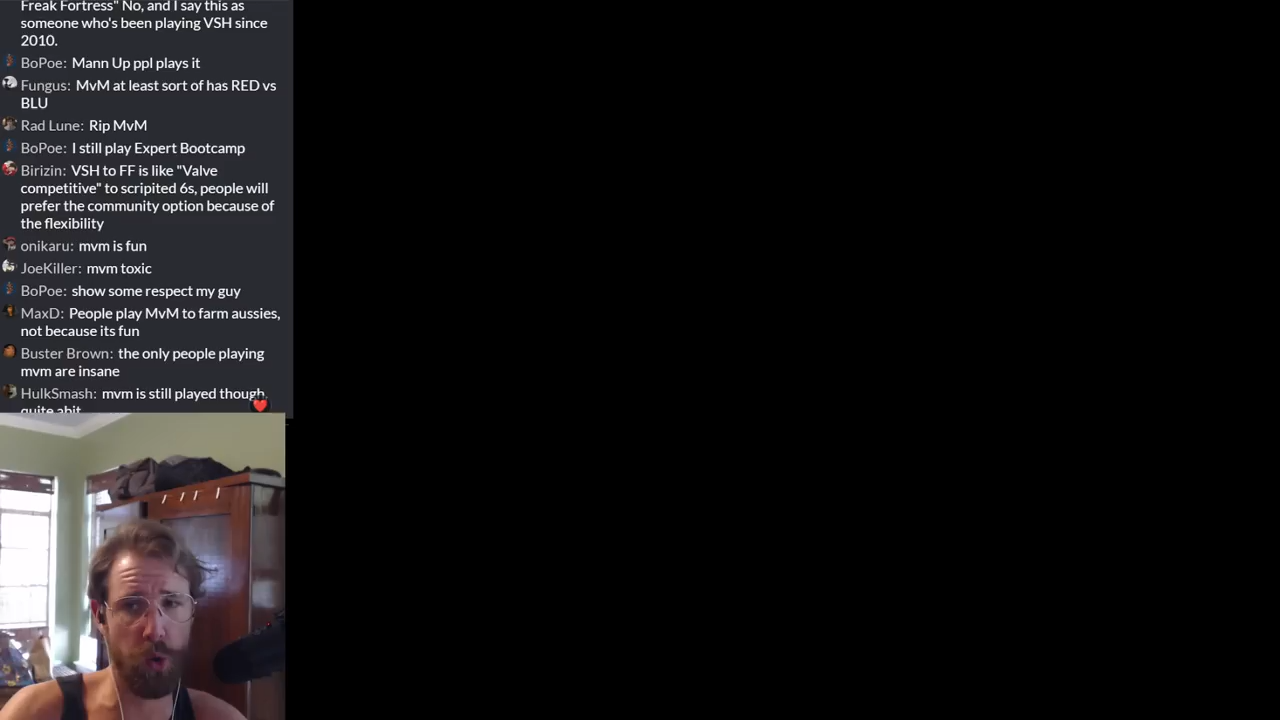 Freak Fortress" No, and I say this as
someone who's been playing VSH since
2010.
BoPoe: Mann Up ppl plays it
Fungus: MvM at least sort of has RED vs
BLU
Rad Lune: Rip MvM
BoPoe: I still play Expert Bootcamp
Birizin: VSH to FF is like "Valve
competitive" to scripited 6s, people will
prefer the community option because of
the flexibility
onikaru: mvm is fun
JoeKiller: mvm toxic
BoPoe: show some respect my guy
MaxD: People play MvM to farm aussies,
not because its fun
Buster Brown: the only people playing
mvm are insane
HulkSmash: mvm is still played though,
quite abit